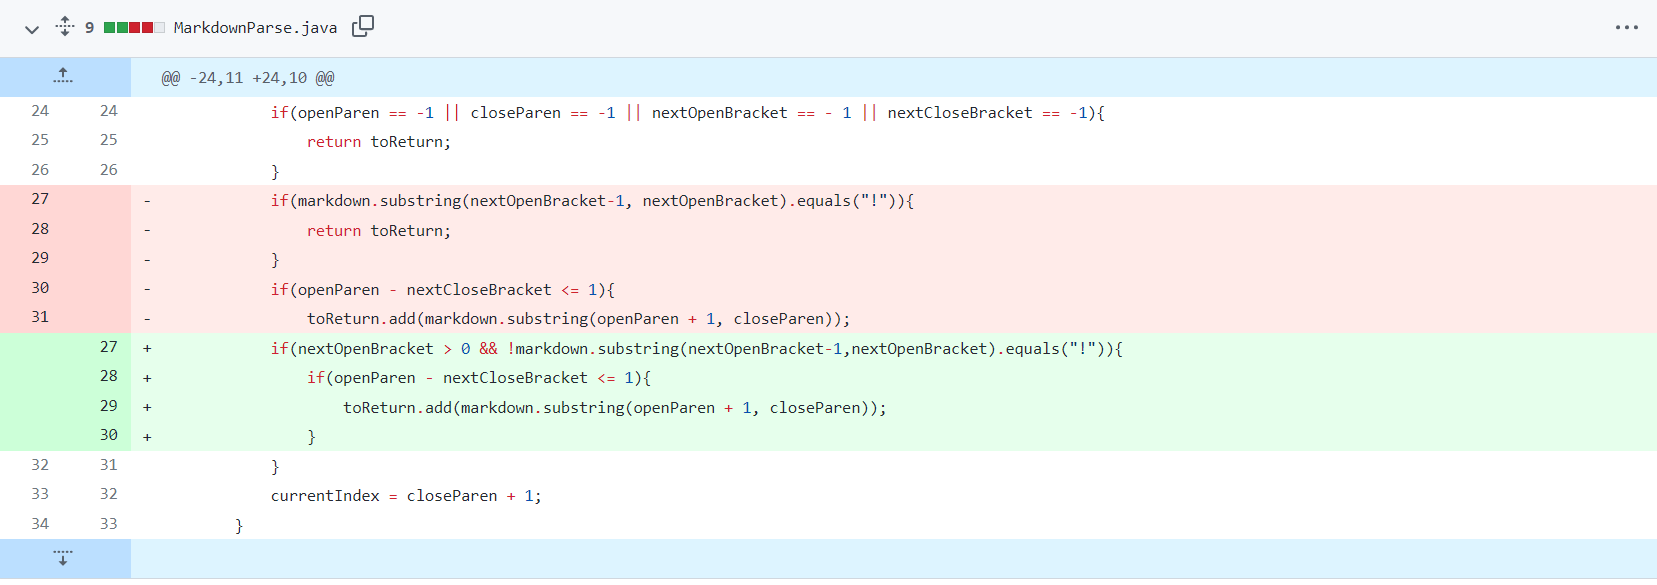 9 MarkdownParse.java
@@ -24,11 +24,10 @@
24 24 if(openParen == -1 || closeParen == -1 || nextOpenBracket == - 1 || nextCloseBracket == -1){
25 25 return toReturn;
26 26 }
27 - if(markdown.substring(nextOpenBracket-1, nextOpenBracket).equals("!")){
28 - return toReturn;
29 - }
30 - if(openParen - nextCloseBracket <= 1){
31 - toReturn.add(markdown.substring(openParen + 1, closeParen));
27 + if(nextOpenBracket > 0 && !markdown.substring(nextOpenBracket-1,nextOpenBracket).equals("!")){
28 + if(openParen - nextCloseBracket <= 1){
29 + toReturn.add(markdown.substring(openParen + 1, closeParen));
30 + }
32 31 }
33 32 currentIndex = closeParen + 1;
34 33 }